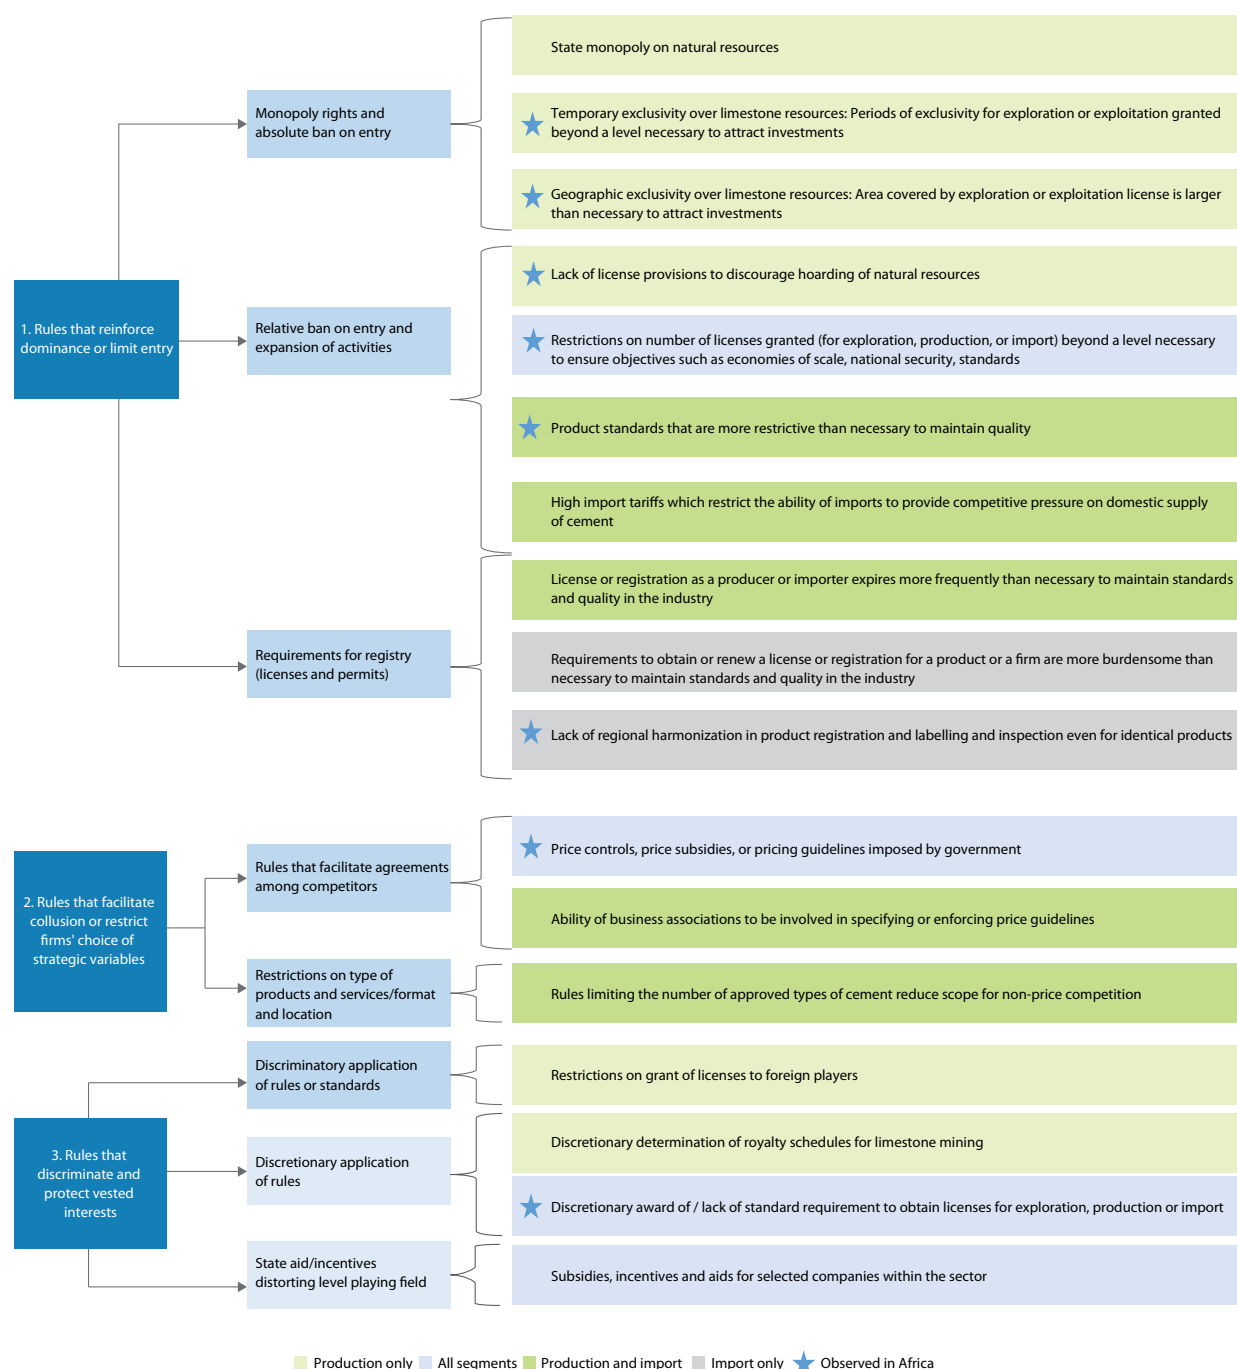 State monopoly on natural resources
Monopoly rights and
absolute ban on entry
Temporary exclusivity over limestone resources: Periods of exclusivity for exploration or exploitation granted
beyond a level necessary to attract investments
Geographic exclusivity over limestone resources: Area covered by exploration or exploitation license is larger
than necessary to attract investments
1. Rules that reinforce
dominance or limit entry
Relative ban on entry and
expansion of activities
Lack of license provisions to discourage hoarding of natural resources
Restrictions on number of licenses granted (for exploration, production, or import) beyond a level necessary
to ensure objectives such as economies of scale, national security, standards
Product standards that are more restrictive than necessary to maintain quality
High import tariffs which restrict the ability of imports to provide competitive pressure on domestic supply
of cement
Requirements for registry
(licenses and permits)
License or registration as a producer or importer expires more frequently than necessary to maintain standards
and quality in the industry
Requirements to obtain or renew a license or registration for a product or a firm are more burdensome than
necessary to maintain standards and quality in the industry
Lack of regional harmonization in product registration and labelling and inspection even for identical products
2. Rules that facilitate
collusion or restrict
firms' choice of
strategic variables
Rules that facilitate agreements
among competitors
Price controls, price subsidies, or pricing guidelines imposed by government
Ability of business associations to be involved in specifying or enforcing price guidelines
Restrictions on type of
products and services/format
and location
Rules limiting the number of approved types of cement reduce scope for non-price competition
3. Rules that
discriminate and
protect vested
interests
Discriminatory application
of rules or standards
Restrictions on grant of licenses to foreign players
Discretionary application
of rules
Discretionary determination of royalty schedules for limestone mining
Discretionary award of / lack of standard requirement to obtain licenses for exploration, production or import
State aid/incentives
distorting level playing field
Subsidies, incentives and aids for selected companies within the sector
Production only All segments Production and import Import only Observed in Africa